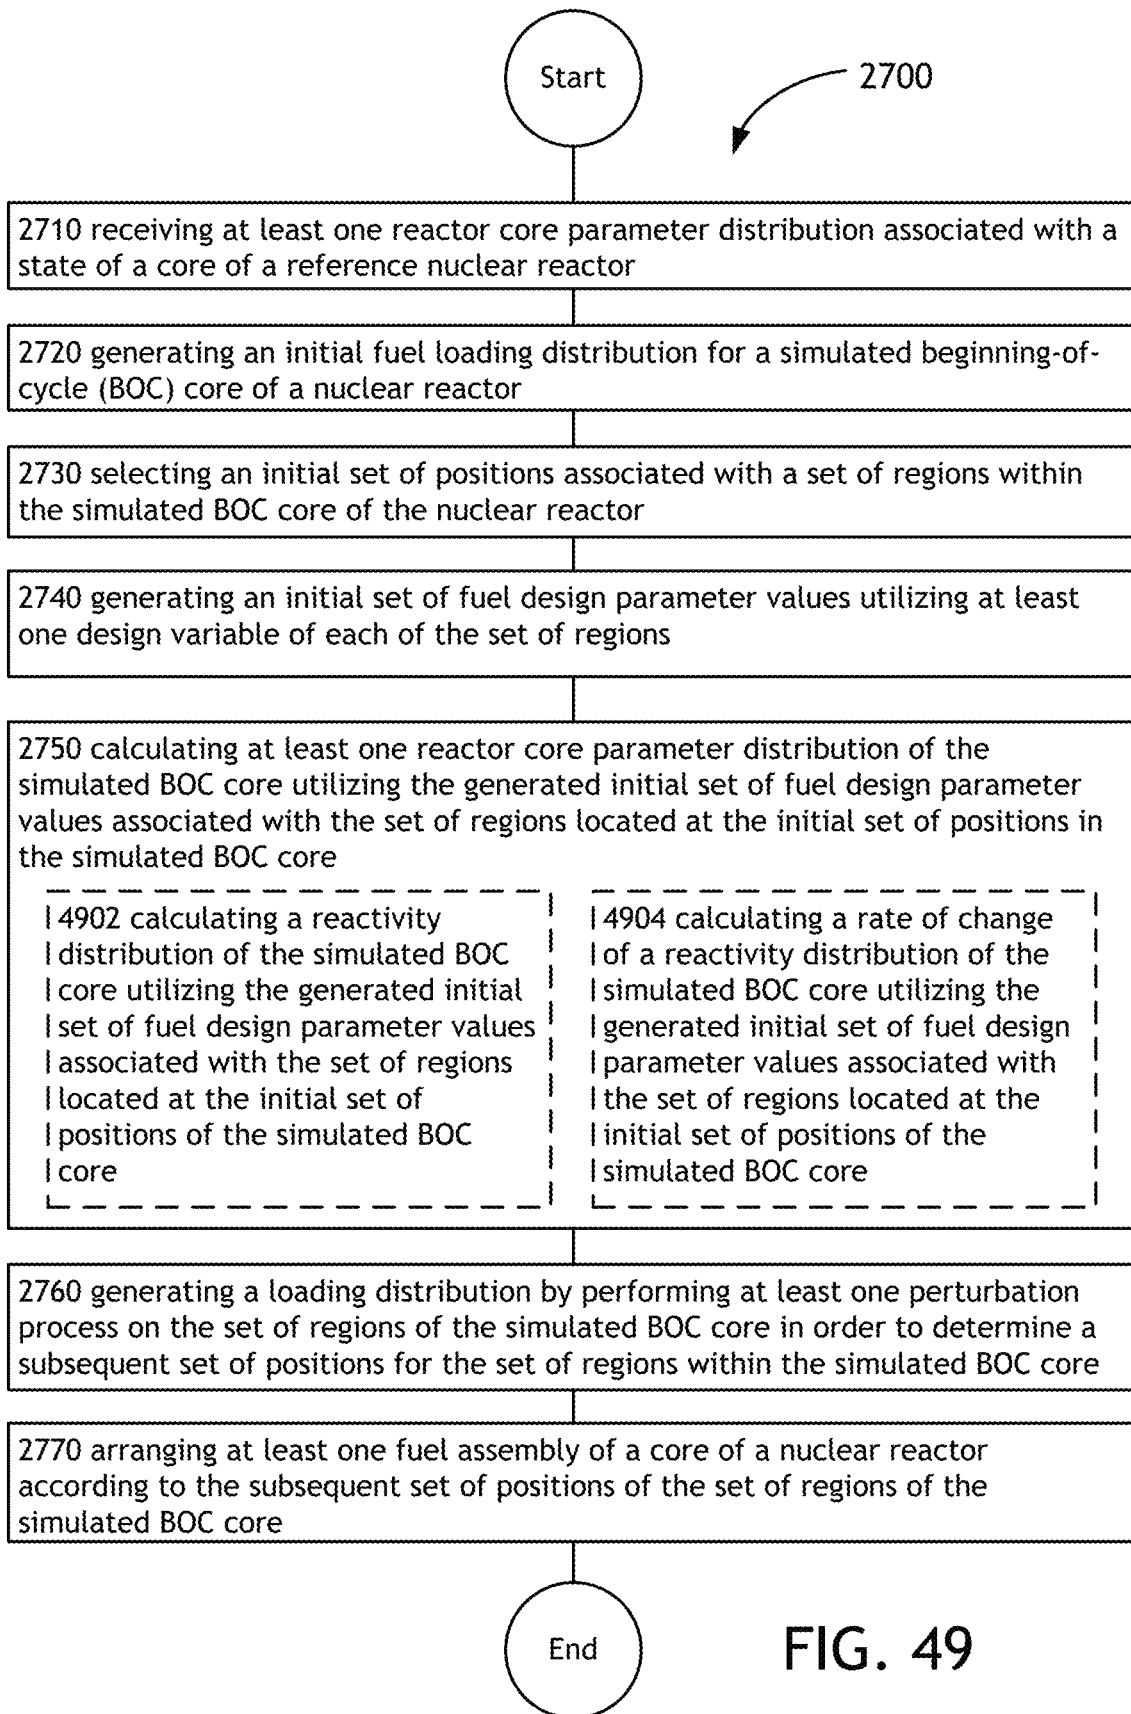 Start
2700
2710 receiving at least one reactor core parameter distribution associated with a
state of a core of a reference nuclear reactor
2720 generating an initial fuel loading distribution for a simulated beginning-of-
cycle (BOC) core of a nuclear reactor
2730 selecting an initial set of positions associated with a set of regions within
the simulated BOC core of the nuclear reactor
2740 generating an initial set of fuel design parameter values utilizing at least
one design variable of each of the set of regions
2750 calculating at least one reactor core parameter distribution of the
simulated BOC core utilizing the generated initial set of fuel design parameter
values associated with the set of regions located at the initial set of positions in
the simulated BOC core
4902 calculating a reactivity
distribution of the simulated BOC
core utilizing the generated initial
set of fuel design parameter values
associated with the set of regions
located at the initial set of
positions of the simulated BOC
core
4904 calculating a rate of change
of a reactivity distribution of the
simulated BOC core utilizing the
generated initial set of fuel design
parameter values associated with
the set of regions located at the
initial set of positions of the
simulated BOC core
2760 generating a loading distribution by performing at least one perturbation
process on the set of regions of the simulated BOC core in order to determine a
subsequent set of positions for the set of regions within the simulated BOC core
2770 arranging at least one fuel assembly of a core of a nuclear reactor
according to the subsequent set of positions of the set of regions of the
simulated BOC core
End
FIG. 49